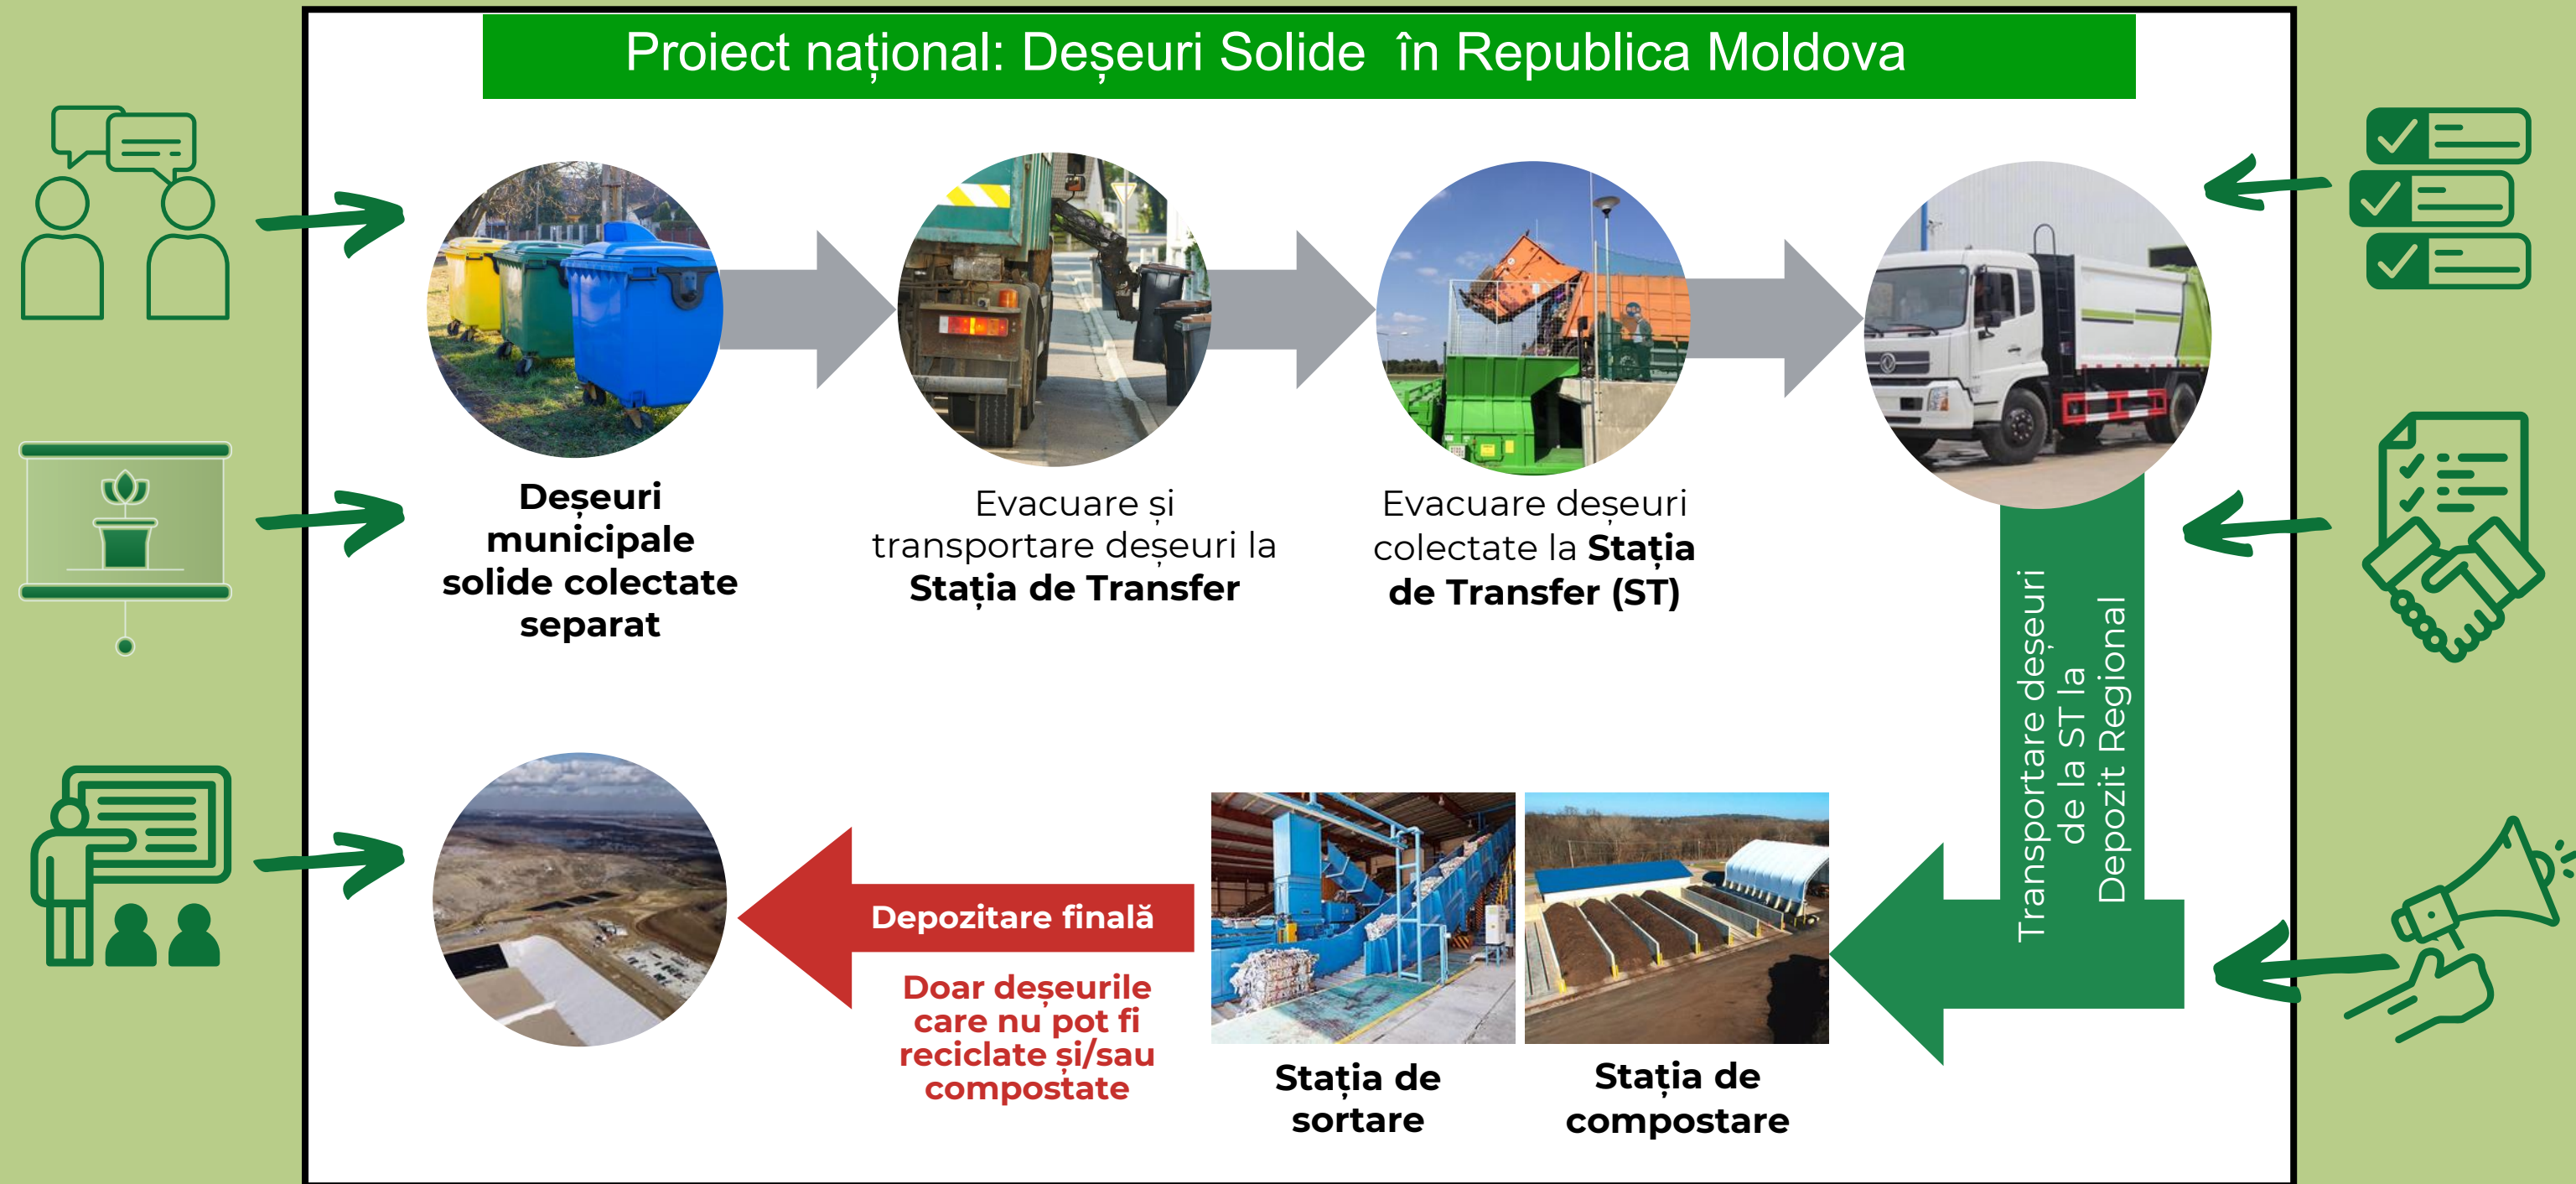 Proiect național: Deșeuri Solide în Republica Moldova
Deșeuri
municipale
solide colectate
separat
Evacuare și
transportare deșeuri la
Stația de Transfer
Evacuare deșeuri
colectate la Stația
de Transfer (ST)
Transportare deșeuri
de la ST la
Depozit Regional
Depozitare finală
Doar deșeurile
care nu pot fi
reciclate și/sau
compostate
Stația de
sortare
Stația de
compostare